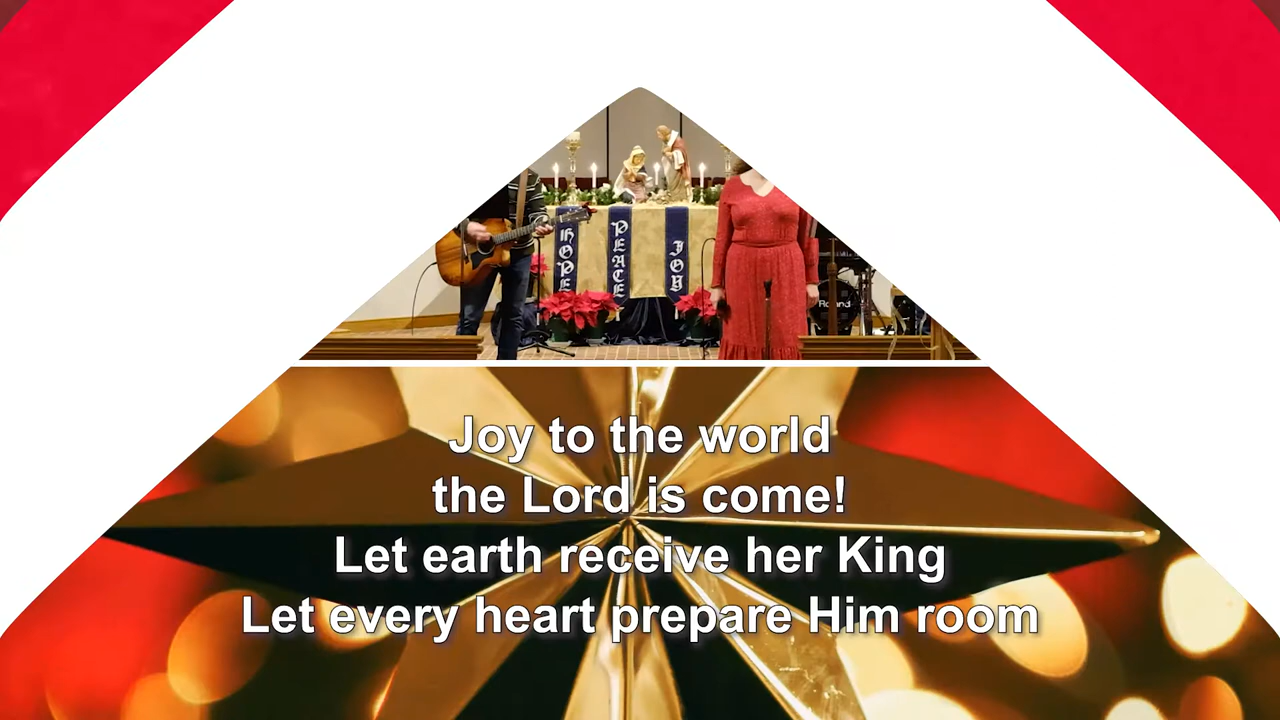 HOPE
PEACE
JOY
Roland
Joy to the world
the Lord is come!
Let earth receive her King
Let every heart prepare Him room